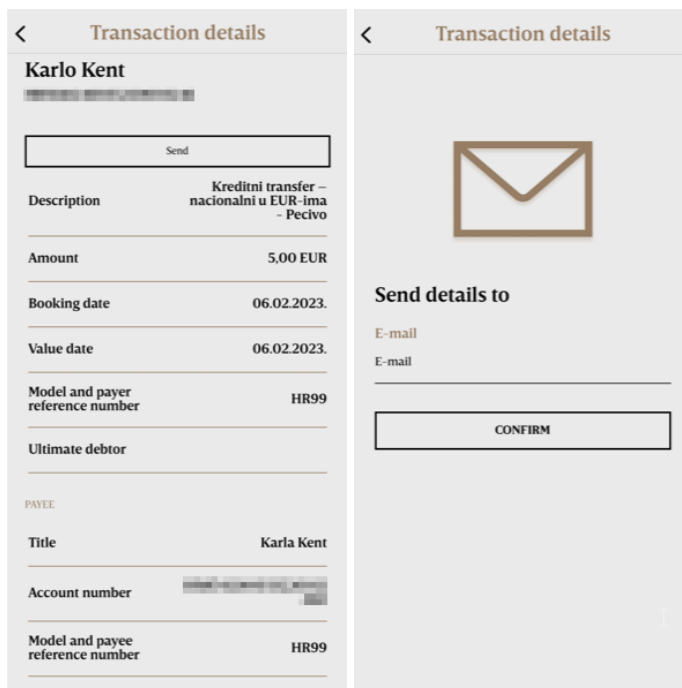 Transaction details
Karlo Kent
Send
Description
Kreditni transfer –
nacionalni u EUR-ima
- Pecivo
Amount
5,00 EUR
Booking date
06.02.2023.
Value date
06.02.2023.
Model and payer
reference number
HR99
Ultimate debtor
PAYEE
Title
Karla Kent
Account number
Model and payee
reference number
HR99
Transaction details
Send details to
E-mail
E-mail
CONFIRM